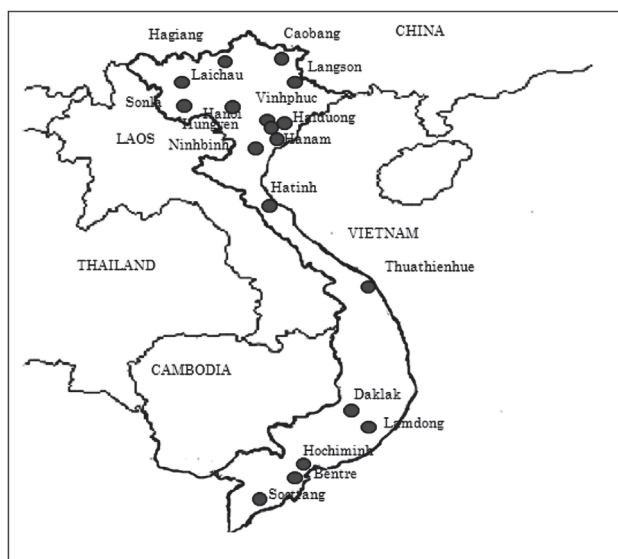 CHINA
Hagiang
Caobang
Laichau
Langson
Sonla
Vinhphuc
Hanoi
Haiduong
Hungyen
LAOS
Hanam
Ninhbinh
Hatinh
VIETNAM
THAILAND
Thuathienhue
CAMBODIA
Daklak
Lamdong
Hochiminh
Bentre
Soctrang